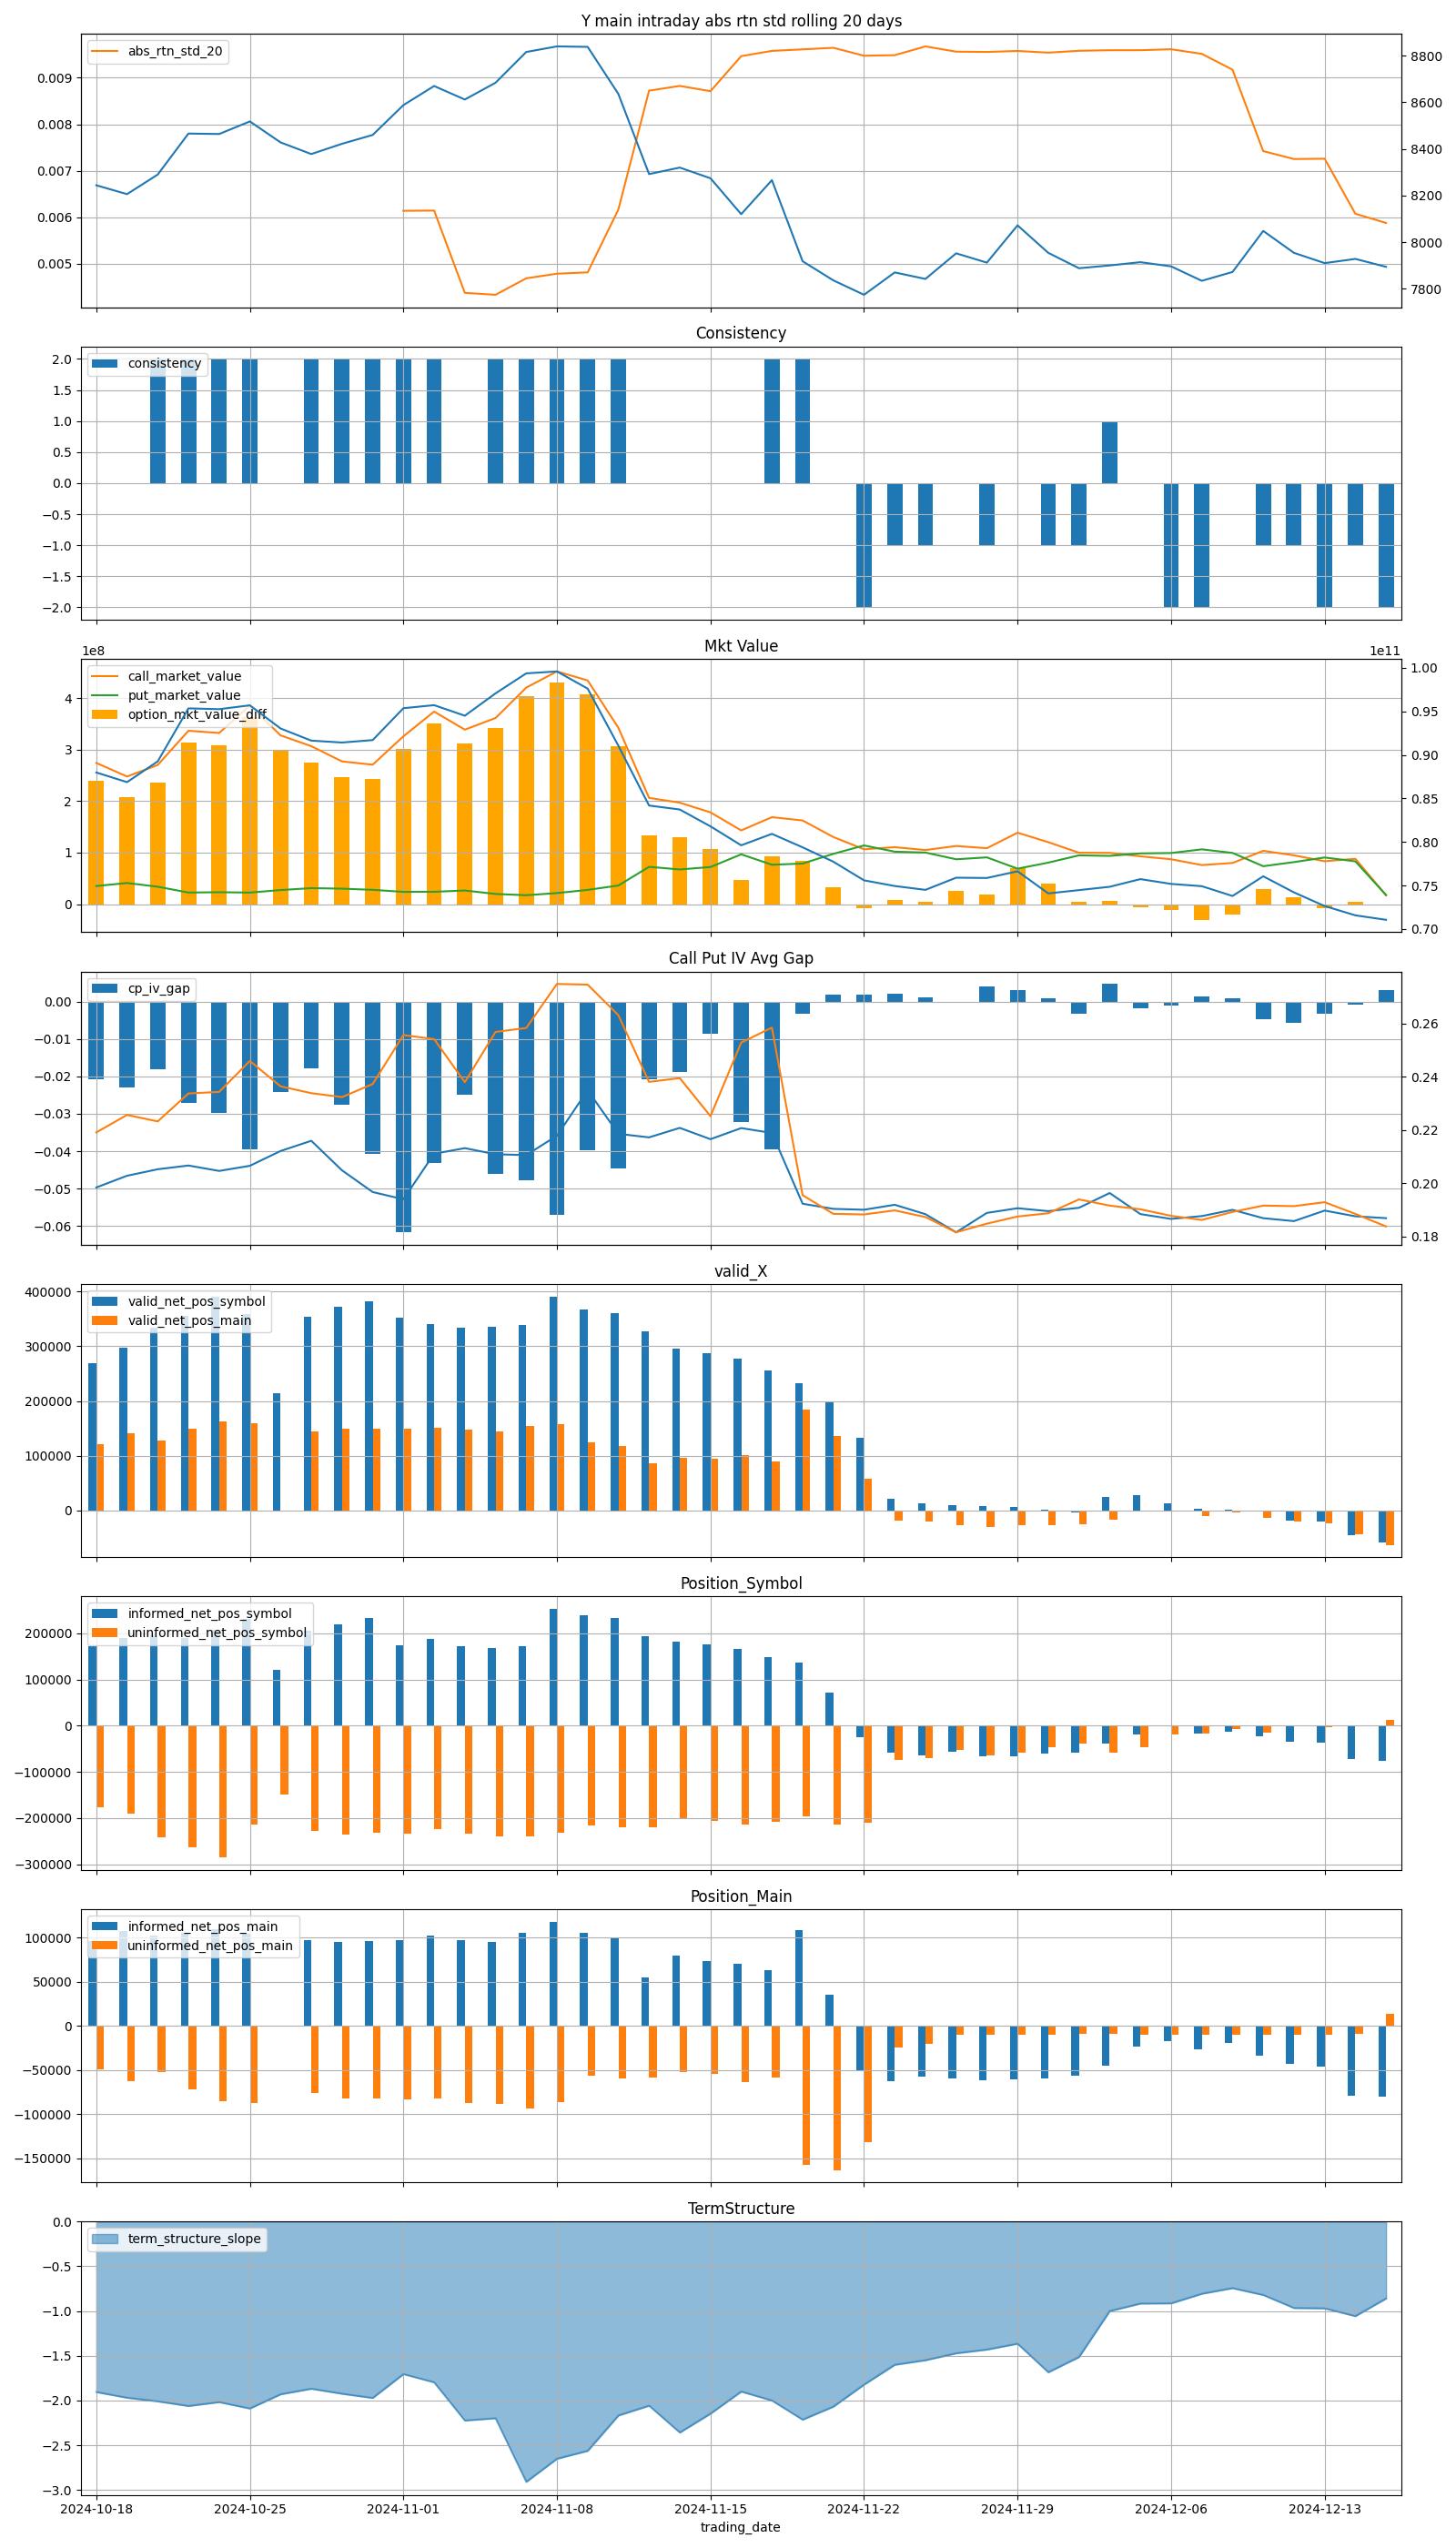 Y main intraday abs rtn std rolling 20 days
abs_rtn_std_20
0.009
0.008
0.007
0.006
0.005
8800
8600
8400
8200
8000
7800
Consistency
consistency
2.0
1.5
1.0
0.5
0.0
−0.5
−1.0
−1.5
−2.0
Mkt Value
1e8
1e11
call_market_value
put_market_value
option_mkt_value_diff
4
3
2
1
0
1.00
0.95
0.90
0.85
0.80
0.75
0.70
Call Put IV Avg Gap
cp_iv_gap
0.00
−0.01
−0.02
−0.03
−0.04
−0.05
−0.06
0.26
0.24
0.22
0.20
0.18
valid_X
valid_net_pos_symbol
valid_net_pos_main
400000
300000
200000
100000
0
Position_Symbol
informed_net_pos_symbol
uninformed_net_pos_symbol
200000
100000
0
−100000
−200000
−300000
Position_Main
informed_net_pos_main
uninformed_net_pos_main
100000
50000
0
−50000
−100000
−150000
TermStructure
term_structure_slope
0.0
−0.5
−1.0
−1.5
−2.0
−2.5
−3.0
2024-10-18 2024-10-25 2024-11-01 2024-11-08 2024-11-15 2024-11-22 2024-11-29 2024-12-06 2024-12-13
trading_date